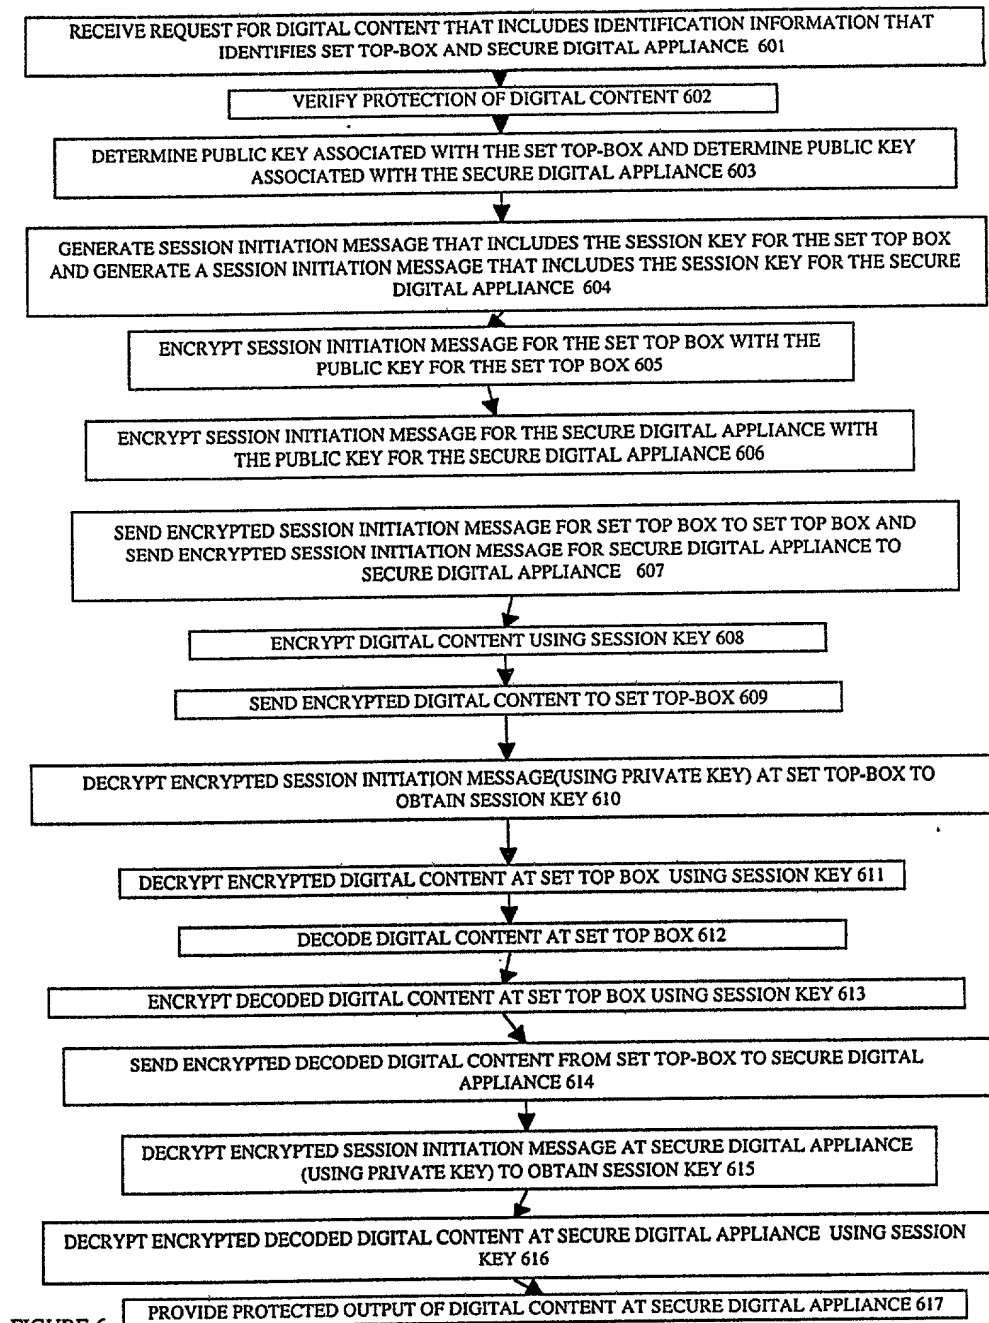 RECEIVE REQUEST FOR DIGITAL CONTENT THAT INCLUDES IDENTIFICATION INFORMATION THAT
IDENTIFIES SET TOP-BOX AND SECURE DIGITAL APPLIANCE 601
VERIFY PROTECTION OF DIGITAL CONTENT 602
DETERMINE PUBLIC KEY ASSOCIATED WITH THE SET TOP-BOX AND DETERMINE PUBLIC KEY
ASSOCIATED WITH THE SECURE DIGITAL APPLIANCE 603
GENERATE SESSION INITIATION MESSAGE THAT INCLUDES THE SESSION KEY FOR THE SET TOP BOX
AND GENERATE A SESSION INITIATION MESSAGE THAT INCLUDES THE SESSION KEY FOR THE SECURE
DIGITAL APPLIANCE 604
ENCRYPT SESSION INITIATION MESSAGE FOR THE SET TOP BOX WITH THE
PUBLIC KEY FOR THE SET TOP BOX 605
ENCRYPT SESSION INITIATION MESSAGE FOR THE SECURE DIGITAL APPLIANCE WITH
THE PUBLIC KEY FOR THE SECURE DIGITAL APPLIANCE 606
SEND ENCRYPTED SESSION INITIATION MESSAGE FOR SET TOP BOX TO SET TOP BOX AND
SEND ENCRYPTED SESSION INITIATION MESSAGE FOR SECURE DIGITAL APPLIANCE TO
SECURE DIGITAL APPLIANCE 607
ENCRYPT DIGITAL CONTENT USING SESSION KEY 608
SEND ENCRYPTED DIGITAL CONTENT TO SET TOP-BOX 609
DECRYPT ENCRYPTED SESSION INITIATION MESSAGE(USING PRIVATE KEY) AT SET TOP-BOX TO
OBTAIN SESSION KEY 610
DECRYPT ENCRYPTED DIGITAL CONTENT AT SET TOP BOX USING SESSION KEY 611
DECODE DIGITAL CONTENT AT SET TOP BOX 612
ENCRYPT DECODED DIGITAL CONTENT AT SET TOP BOX USING SESSION KEY 613
SEND ENCRYPTED DECODED DIGITAL CONTENT FROM SET TOP-BOX TO SECURE DIGITAL
APPLIANCE 614
DECRYPT ENCRYPTED SESSION INITIATION MESSAGE AT SECURE DIGITAL APPLIANCE
(USING PRIVATE KEY) TO OBTAIN SESSION KEY 615
DECRYPT ENCRYPTED DECODED DIGITAL CONTENT AT SECURE DIGITAL APPLIANCE USING SESSION
KEY 616
PROVIDE PROTECTED OUTPUT OF DIGITAL CONTENT AT SECURE DIGITAL APPLIANCE 617
FIGURE 6